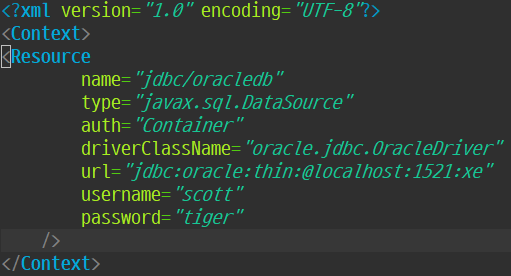 <?xml version="1.0" encoding="UTF-8"?>
<Context>
<Resource
name="jdbc/oracledb"
type="javax.sql.DataSource"
auth="Container"
driverClassName="oracle.jdbc.OracleDriver"
url="jdbc:oracle:thin:@localhost:1521:xe"
username="scott"
password="tiger"
/>
</Context>